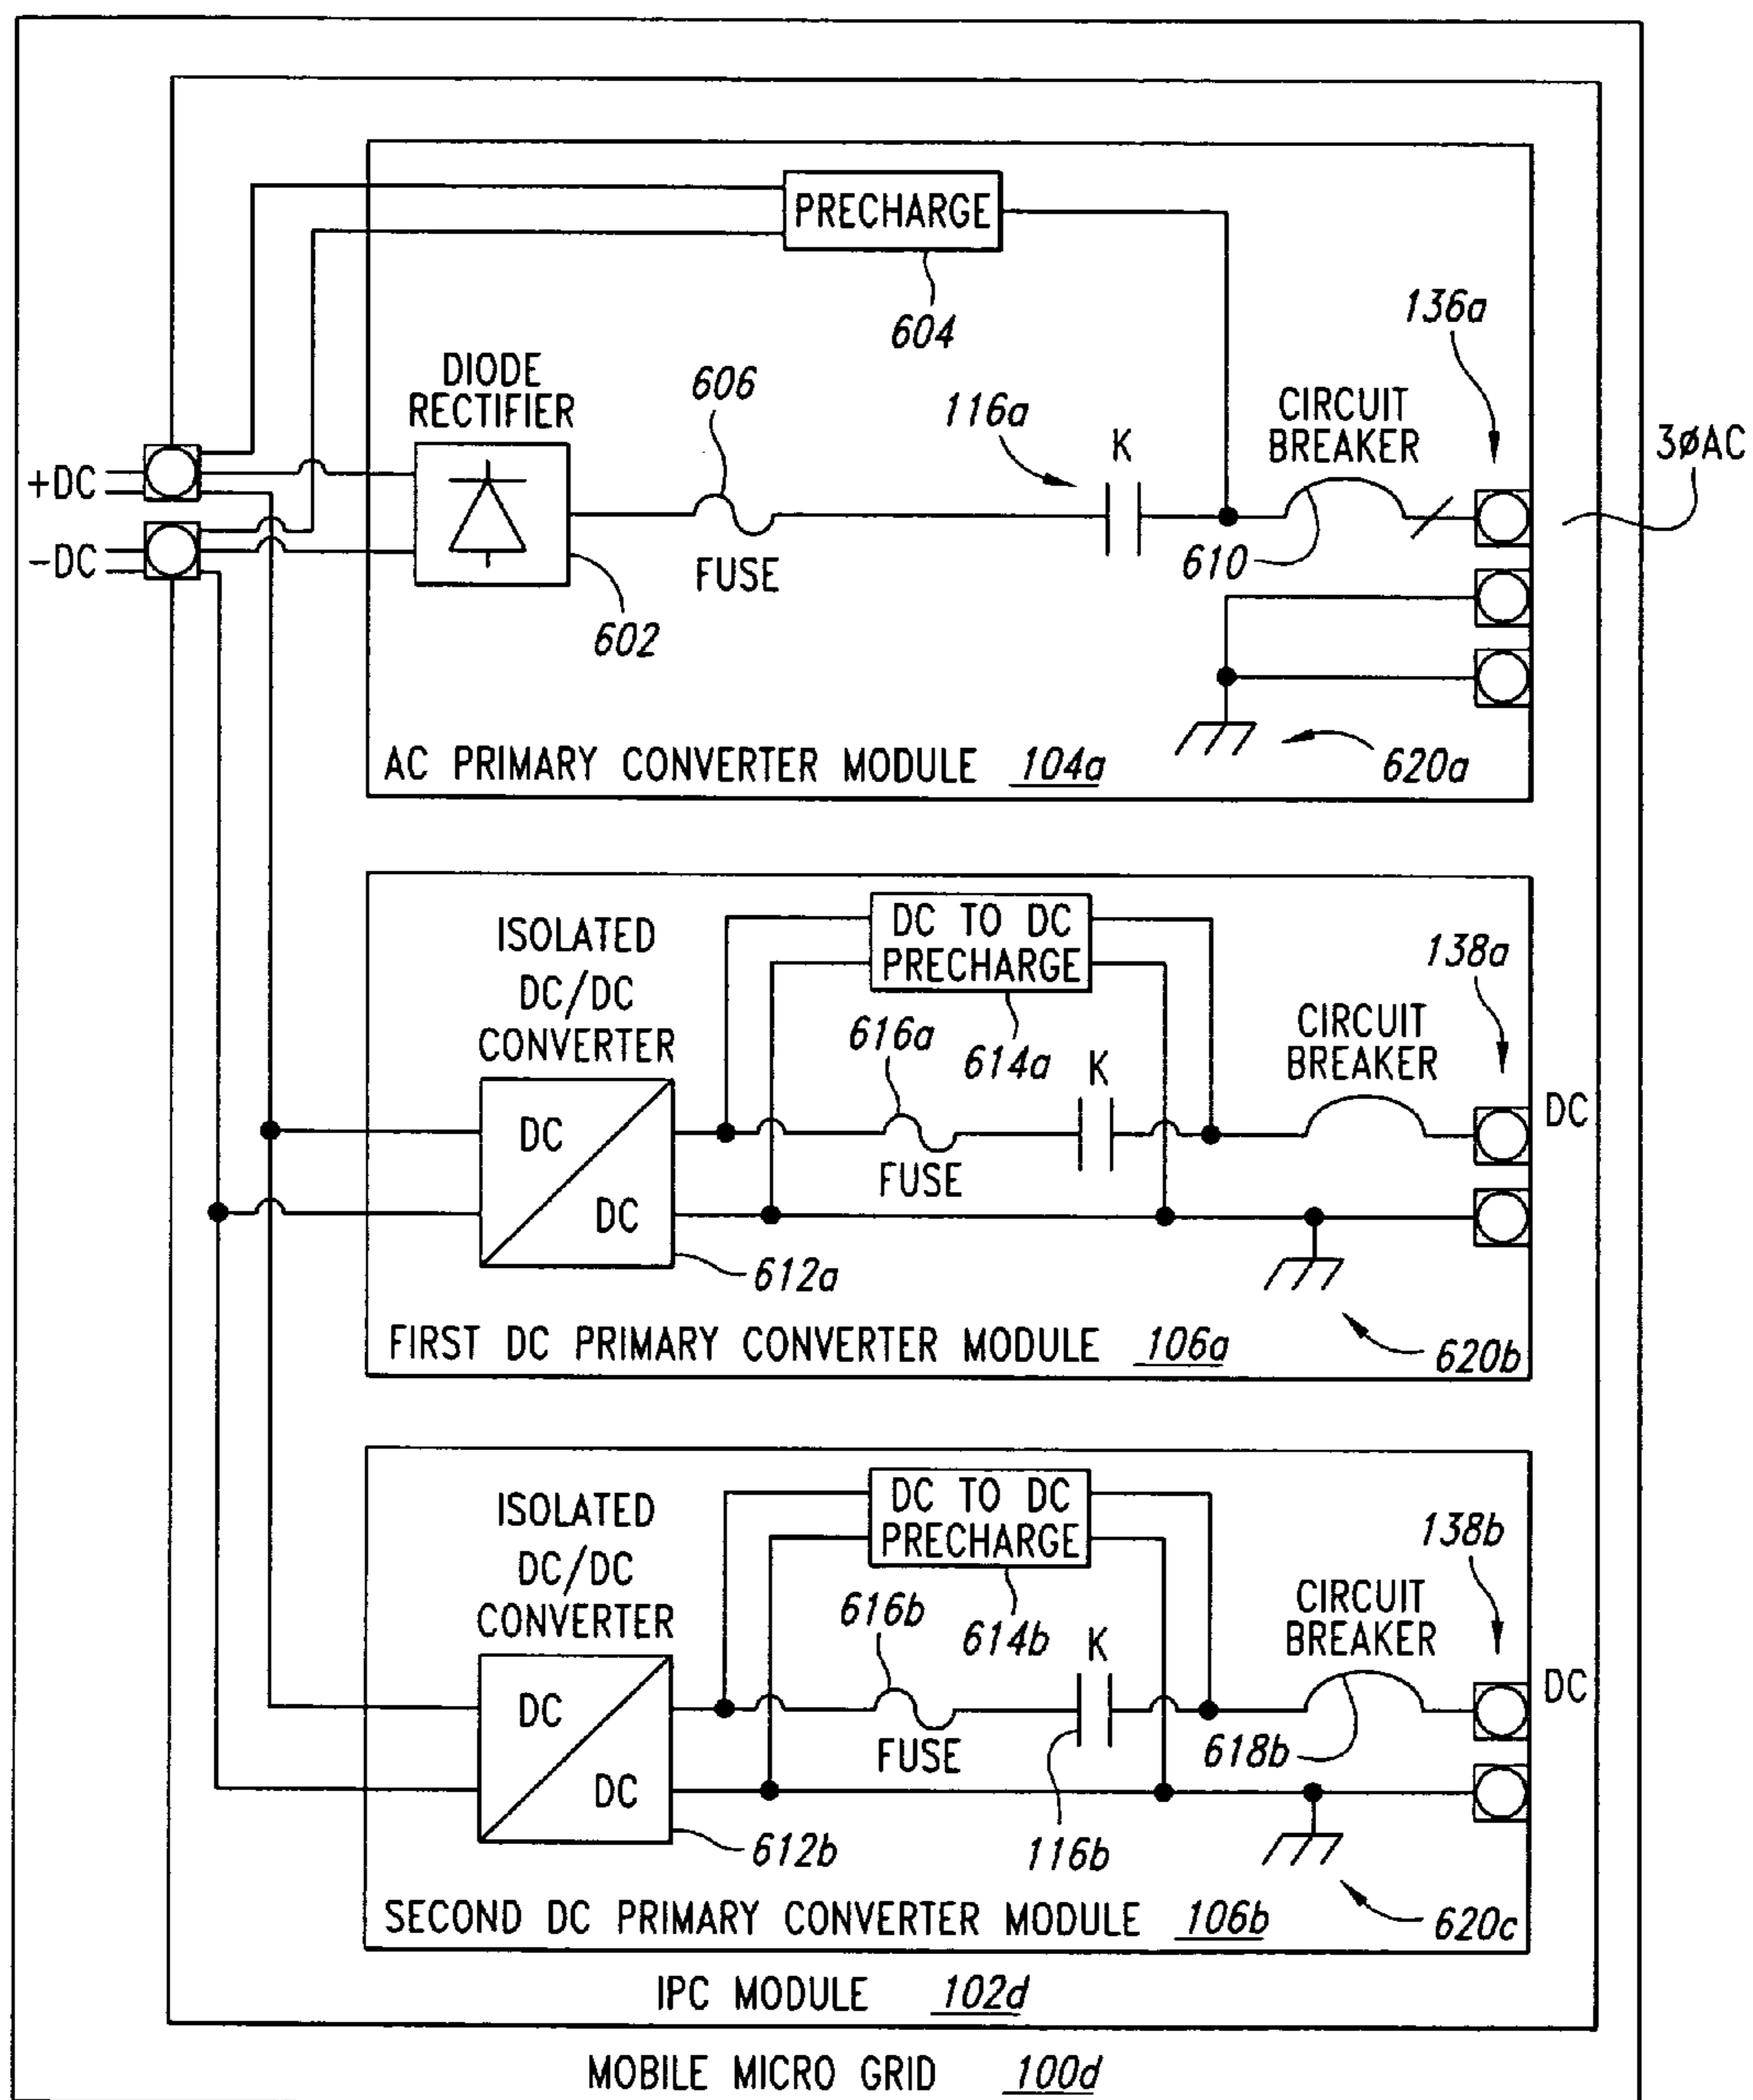 PRECHARGE
604
136a
DIODE
RECTIFIER
606
116a
K
CIRCUIT
BREAKER
3øAC
+DC
-DC
FUSE
610
602
620a
AC PRIMARY CONVERTER MODULE 104a
ISOLATED
DC/DC
CONVERTER
DC TO DC
PRECHARGE
138a
616a
614a
K
CIRCUIT
BREAKER
DC
DC
DC
FUSE
612a
620b
FIRST DC PRIMARY CONVERTER MODULE 106a
ISOLATED
DC/DC
CONVERTER
DC TO DC
PRECHARGE
138b
616b
614b
K
CIRCUIT
BREAKER
DC
DC
DC
FUSE
618b
612b
116b
620c
SECOND DC PRIMARY CONVERTER MODULE 106b
IPC MODULE 102d
MOBILE MICRO GRID 100d